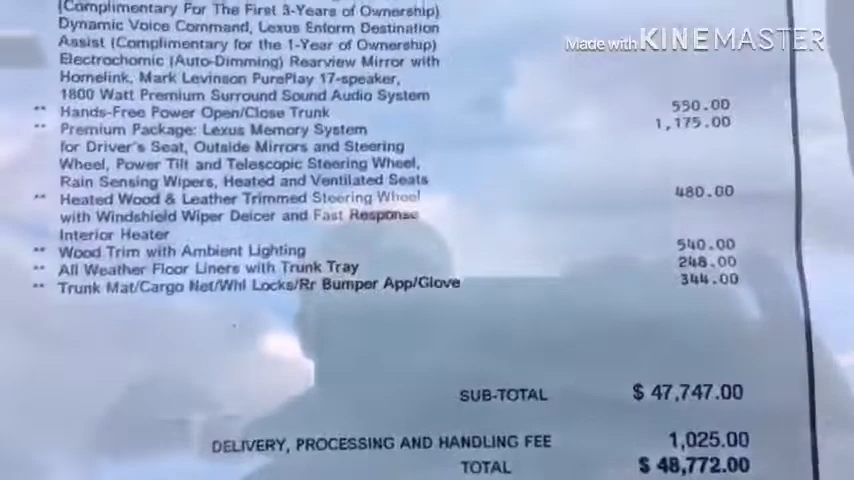 (Complimentary For The First 3-Years of Ownership)
Dynamic Voice Command, Lexus Enform Destination
Assist (Complimentary for the 1-Year of Ownership)
Made with KINEMASTER
Electrochomic (Auto-Dimming) Rearview Mirror with
Homelink, Mark Levinson PurePlay 17-speaker,
1800 Watt Premium Surround Sound Audio System
** Hands-Free Power Open/Close Trunk 550.00
** Premium Package: Lexus Memory System 1,175.00
for Driver's Seat, Outside Mirrors and Steering
Wheel, Power Tilt and Telescopic Steering Wheel,
Rain Sensing Wipers, Heated and Ventilated Seats
** Heated Wood & Leather Trimmed Steering Wheel 480.00
with Windshield Wiper Deicer and Fast Response
Interior Heater
** Wood Trim with Ambient Lighting 540.00
** All Weather Floor Liners with Trunk Tray 248.00
** Trunk Mat/Cargo Net/Whl Locks/Rr Bumper App/Glove 344.00
SUB-TOTAL $ 47,747.00
DELIVERY, PROCESSING AND HANDLING FEE 1,025.00
TOTAL $ 48,772.00